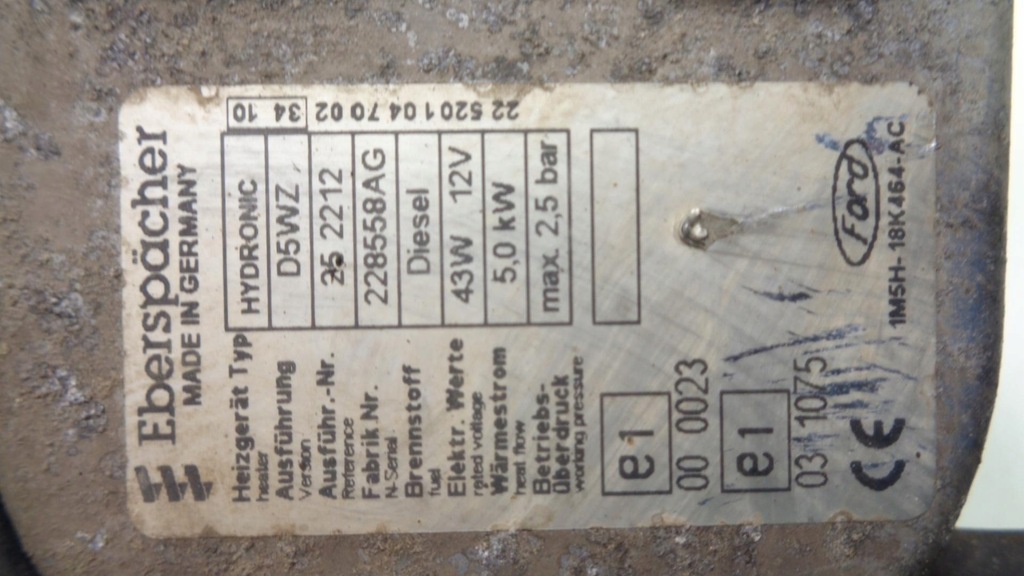 Eberspächer
MADE IN GERMANY
Heizgerät Typ HYDRONIC
heater
Ausführung D5WZ
Version
Ausführ.-Nr. 25 2212
Reference
Fabrik Nr. 228558AG
N-Serial
Brennstoff Diesel
fuel
Elektr. Werte 43W 12V
rated voltage
Wärmestrom 5,0 kW
heat flow
Betriebs- max. 2,5 bar
Überdruck
working pressure
22 5201 04 70 02 34 10
e1
00 0023
e1
03 1075
CE
Ford
1M5H-18K464-AC